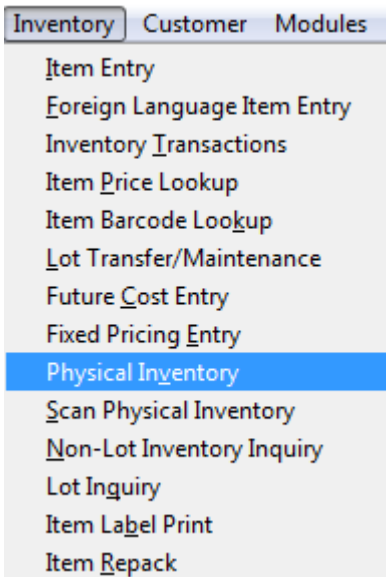 Inventory Customer Modules
Item Entry
Foreign Language Item Entry
Inventory Transactions
Item Price Lookup
Item Barcode Lookup
Lot Transfer/Maintenance
Future Cost Entry
Fixed Pricing Entry
Physical Inventory
Scan Physical Inventory
Non-Lot Inventory Inquiry
Lot Inquiry
Item Label Print
Item Repack